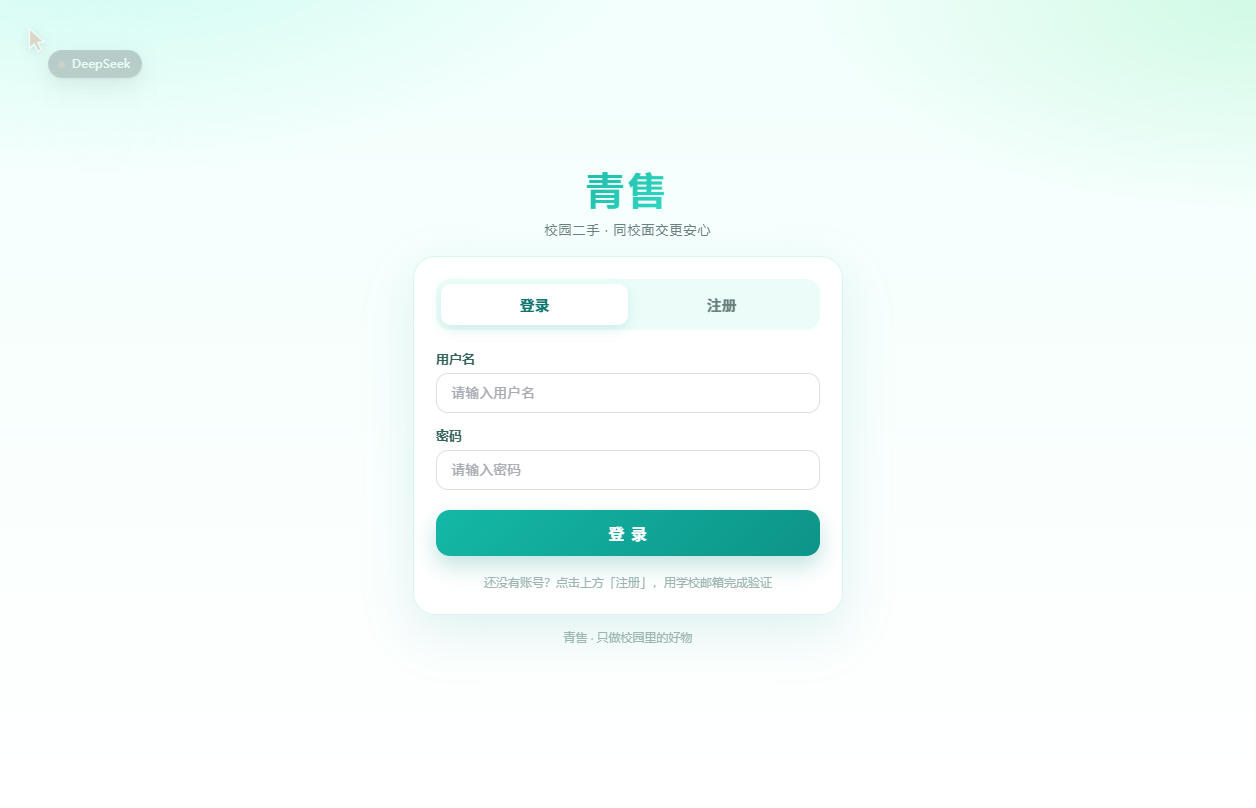 DeepSeek
青售
校园二手 · 同校面交更安心
登录 注册
用户名
请输入用户名
密码
请输入密码
登 录
还没有账号？点击上方「注册」，用学校邮箱完成验证
青售 · 只做校园里的好物